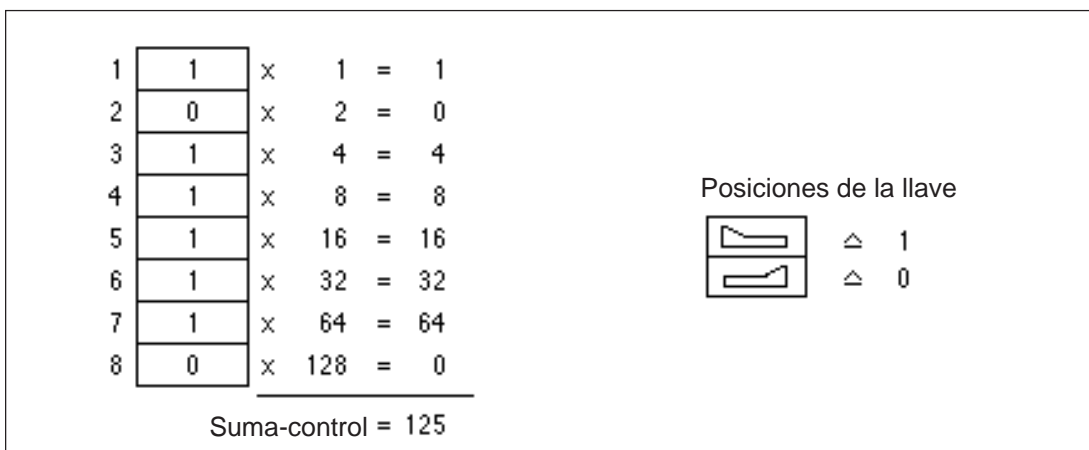 1 1 x 1 = 1
2 0 x 2 = 0
3 1 x 4 = 4
4 1 x 8 = 8
5 1 x 16 = 16
6 1 x 32 = 32
7 1 x 64 = 64
8 0 x 128 = 0
Suma-control = 125
Posiciones de la llave
≙ 1
≙ 0